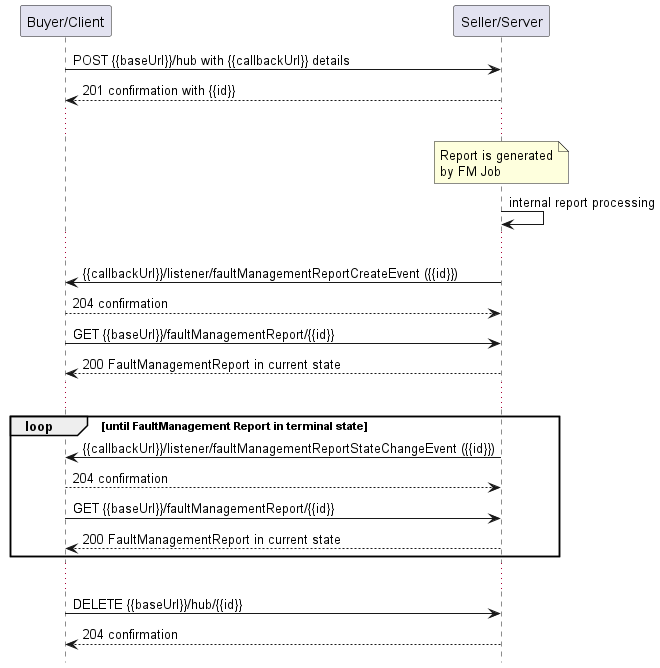 Buyer/Client
Seller/Server
POST {{baseUrl}}/hub with {{callbackUrl}} details
201 confirmation with {{id}}
Report is generated
by FM Job
internal report processing
{{callbackUrl}}/listener/faultManagementReportCreateEvent ({{id}})
204 confirmation
GET {{baseUrl}}/faultManagementReport/{{id}}
200 FaultManagementReport in current state
loop [until FaultManagement Report in terminal state]
{{callbackUrl}}/listener/faultManagementReportStateChangeEvent ({{id}})
204 confirmation
GET {{baseUrl}}/faultManagementReport/{{id}}
200 FaultManagementReport in current state
DELETE {{baseUrl}}/hub/{{id}}
204 confirmation